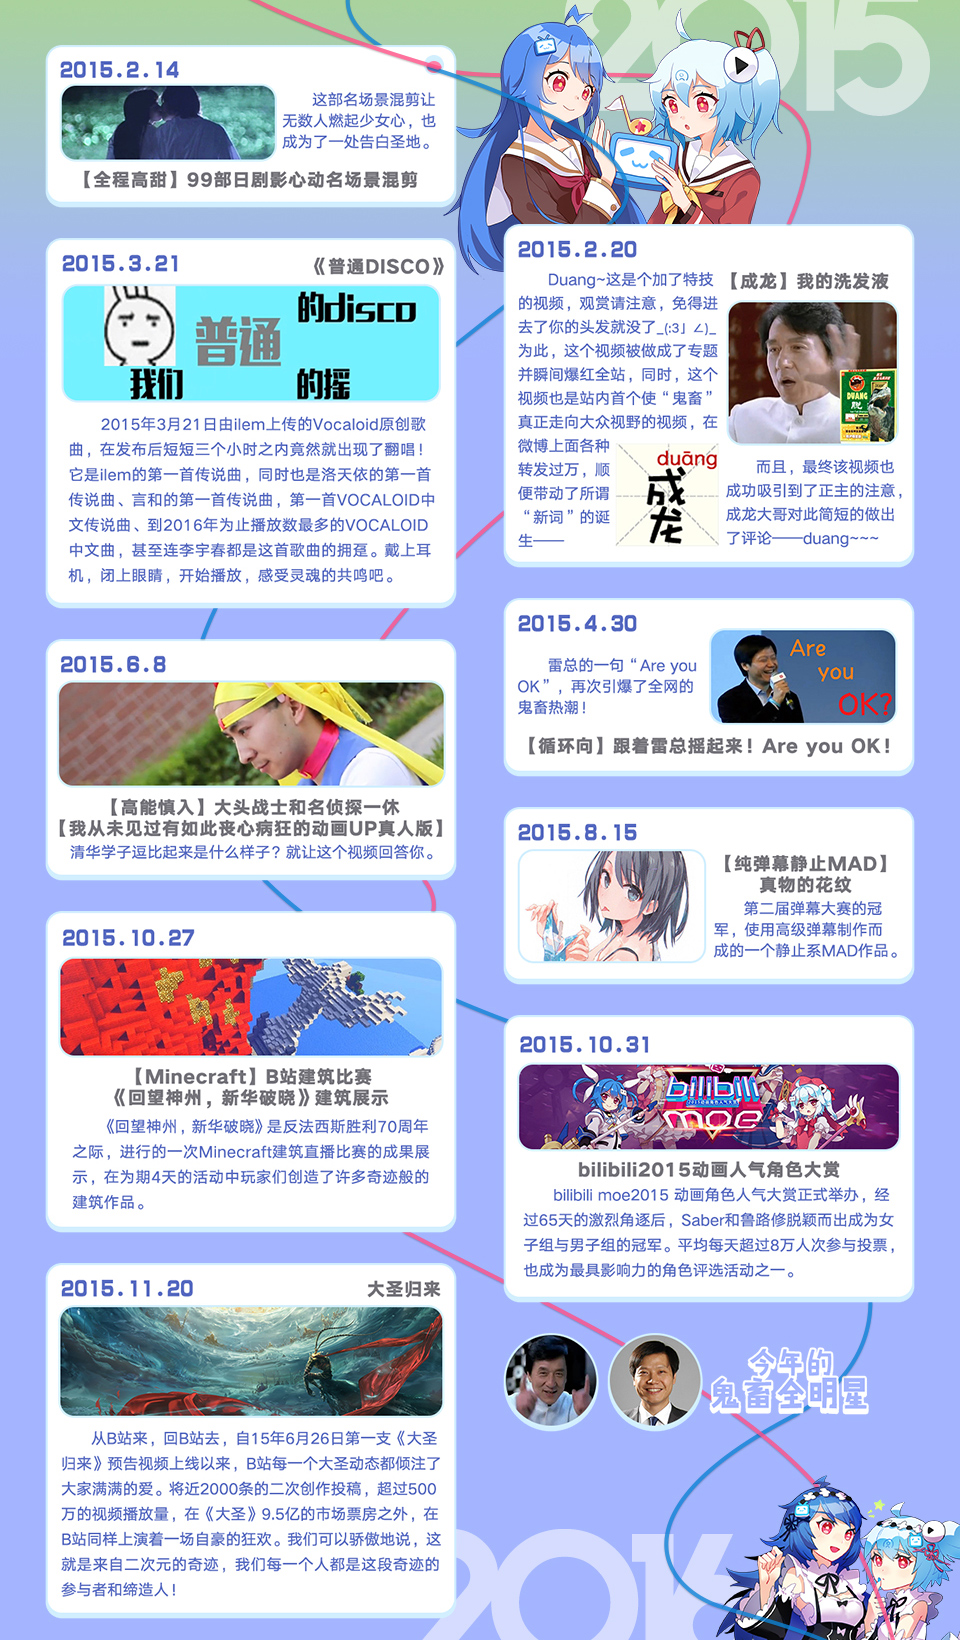 2015
2015.2.14
这部名场景混剪让
无数人燃起少女心，也
成为了一处告白圣地。
【全程高甜】99部日剧影心动名场景混剪
2015.2.20
Duang~这是个加了特技
的视频，观赏请注意，免得进
去了你的头发就没了_(:3」∠)_
为此，这个视频被做成了专题
并瞬间爆红全站，同时，这个
视频也是站内首个使“鬼畜”
真正走向大众视野的视频，在
微博上面各种
转发过万，顺
便带动了所谓
“新词”的诞
生——
duāng
成
龙
【成龙】我的洗发液
DUANG
脱
而且，最终该视频也
成功吸引到了正主的注意，
成龙大哥对此简短的做出
了评论——duang~~~
2015.3.21
《普通DISCO》
的disco
普通
我们
的摇
2015年3月21日由ilem上传的Vocaloid原创歌
曲，在发布后短短三个小时之内竟然就出现了翻唱！
它是ilem的第一首传说曲，同时也是洛天依的第一首
传说曲、言和的第一首传说曲，第一首VOCALOID中
文传说曲、到2016年为止播放数最多的VOCALOID
中文曲，甚至连李宇春都是这首歌曲的拥趸。戴上耳
机，闭上眼睛，开始播放，感受灵魂的共鸣吧。
2015.4.30
雷总的一句“Are you
OK”，再次引爆了全网的
鬼畜热潮！
Are
you
OK?
【循环向】跟着雷总摇起来！Are you OK！
2015.6.8
【高能慎入】大头战士和名侦探一休
【我从未见过有如此丧心病狂的动画UP真人版】
清华学子逗比起来是什么样子？就让这个视频回答你。
2015.8.15
【纯弹幕静止MAD】
真物的花纹
第二届弹幕大赛的冠
军，使用高级弹幕制作而
成的一个静止系MAD作品。
2015.10.27
【Minecraft】B站建筑比赛
《回望神州，新华破晓》建筑展示
《回望神州，新华破晓》是反法西斯胜利70周年
之际，进行的一次Minecraft建筑直播比赛的成果展
示，在为期4天的活动中玩家们创造了许多奇迹般的
建筑作品。
2015.10.31
bilibili
moe
bilibili2015动画人气角色大赏
bilibili moe2015 动画角色人气大赏正式举办，经
过65天的激烈角逐后，Saber和鲁路修脱颖而出成为女
子组与男子组的冠军。平均每天超过8万人次参与投票，
也成为最具影响力的角色评选活动之一。
2015.11.20
大圣归来
从B站来，回B站去，自15年6月26日第一支《大圣
归来》预告视频上线以来，B站每一个大圣动态都倾注了
大家满满的爱。将近2000条的二次创作投稿，超过500
万的视频播放量，在《大圣》9.5亿的市场票房之外，在
B站同样上演着一场自豪的狂欢。我们可以骄傲地说，这
就是来自二次元的奇迹，我们每一个人都是这段奇迹的
参与者和缔造人！
今年的
鬼畜全明星
2016